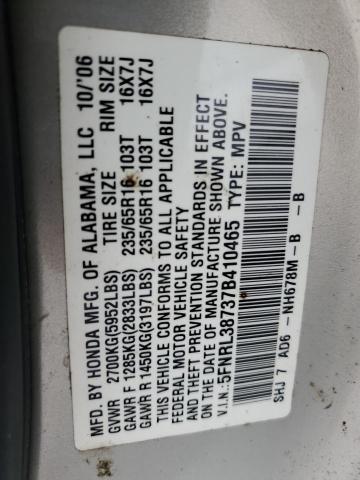 MFD. BY HONDA MFG. OF ALABAMA, LLC 10/'06
GVWR 2700KG(5952LBS) TIRE SIZE RIM SIZE
GAWR F 1285KG(2833LBS) 235/65R16 103T 16X7J
GAWR R 1450KG(3197LBS) 235/65R16 103T 16X7J
THIS VEHICLE CONFORMS TO ALL APPLICABLE
FEDERAL MOTOR VEHICLE SAFETY
AND THEFT PREVENTION STANDARDS IN EFFECT
ON THE DATE OF MANUFACTURE SHOWN ABOVE.
V.I.N.:5FNRL38737B410465 TYPE: MPV
SHJ 7 AD6 -NH678M-B -B